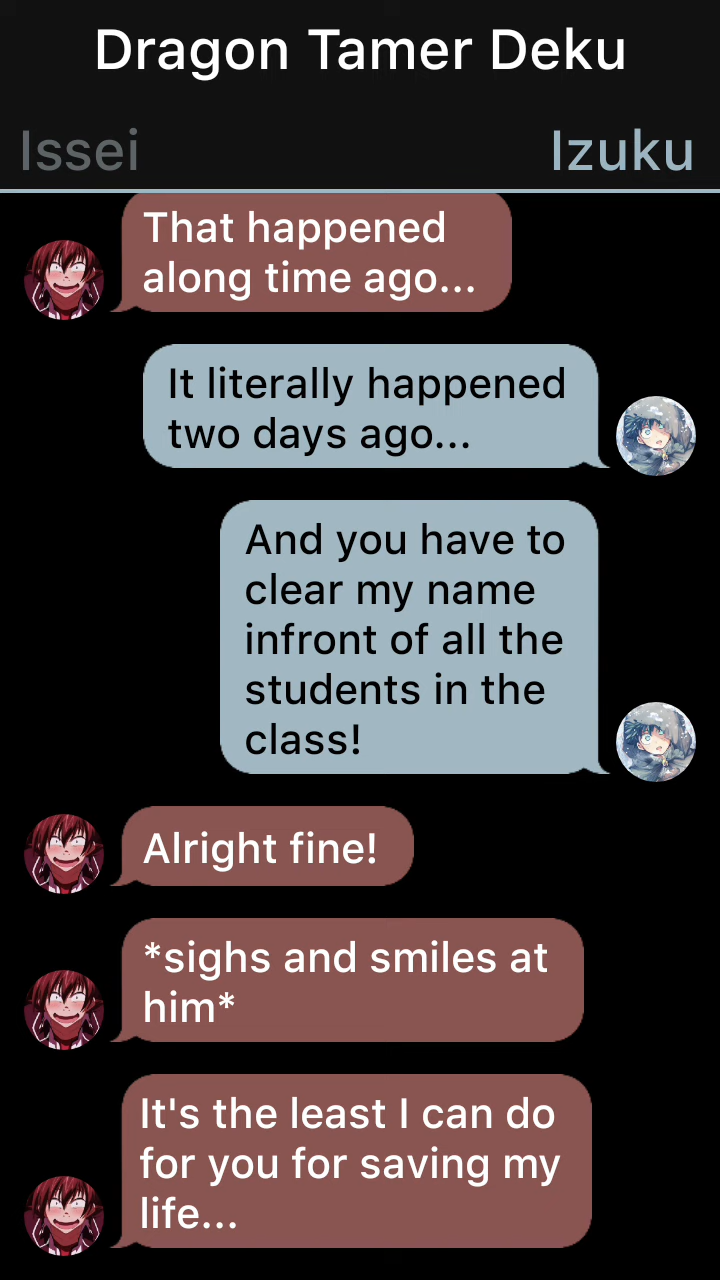 Dragon Tamer Deku
Issei
Izuku
That happened
along time ago...
It literally happened
two days ago...
And you have to
clear my name
infront of all the
students in the
class!
Alright fine!
*sighs and smiles at
him*
It's the least I can do
for you for saving my
life...